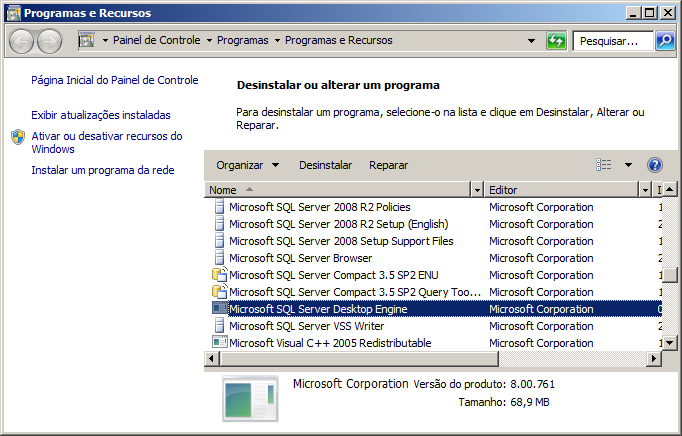 Programas e Recursos
Painel de Controle Programas Programas e Recursos Pesquisar...
Página Inicial do Painel de Controle
Exibir atualizações instaladas
Ativar ou desativar recursos do
Windows
Instalar um programa da rede
Desinstalar ou alterar um programa
Para desinstalar um programa, selecione-o na lista e clique em Desinstalar, Alterar ou
Reparar.
Organizar Desinstalar Reparar
Nome Editor I
Microsoft SQL Server 2008 R2 Policies Microsoft Corporation 1
Microsoft SQL Server 2008 R2 Setup (English) Microsoft Corporation 2
Microsoft SQL Server 2008 Setup Support Files Microsoft Corporation 1
Microsoft SQL Server Browser Microsoft Corporation 2
Microsoft SQL Server Compact 3.5 SP2 ENU Microsoft Corporation 1
Microsoft SQL Server Compact 3.5 SP2 Query Too... Microsoft Corporation 1
Microsoft SQL Server Desktop Engine Microsoft Corporation 0
Microsoft SQL Server VSS Writer Microsoft Corporation 2
Microsoft Visual C++ 2005 Redistributable Microsoft Corporation 1
Microsoft Corporation Versão do produto: 8.00.761
Tamanho: 68,9 MB